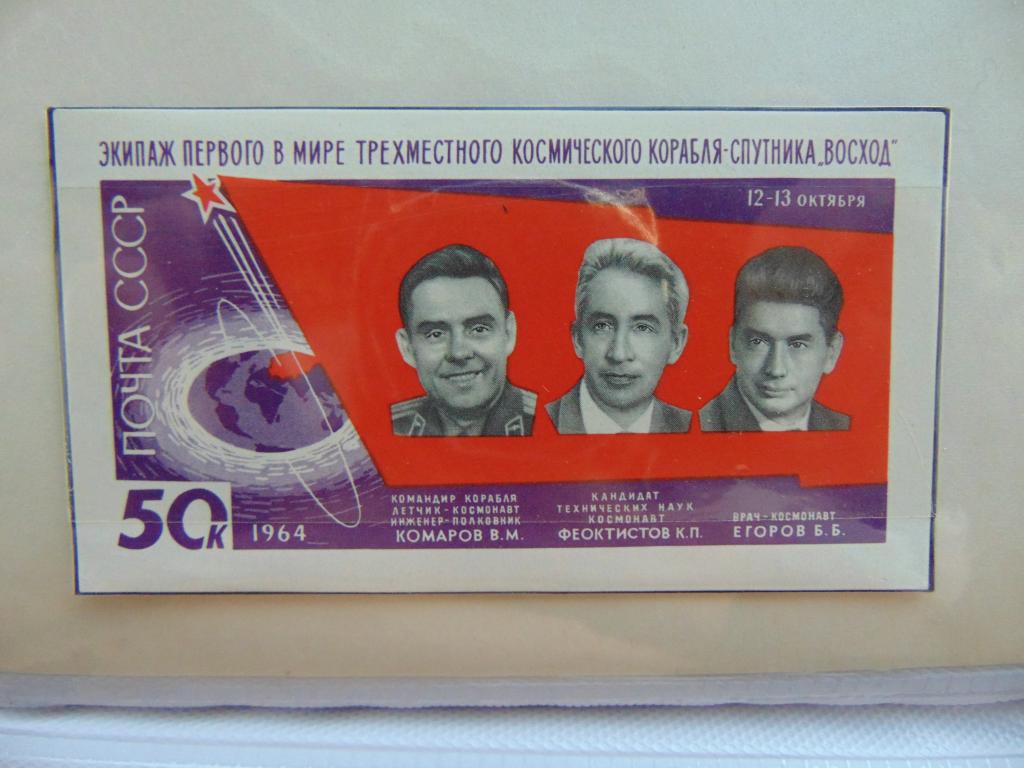 ЭКИПАЖ ПЕРВОГО В МИРЕ ТРЕХМЕСТНОГО КОСМИЧЕСКОГО КОРАБЛЯ-СПУТНИКА „ВОСХОД"
12-13 ОКТЯБРЯ
ПОЧТА СССР
50к
1964
КОМАНДИР КОРАБЛЯ
ЛЕТЧИК-КОСМОНАВТ
ИНЖЕНЕР-ПОЛКОВНИК
КОМАРОВ В.М.
КАНДИДАТ
ТЕХНИЧЕСКИХ НАУК
КОСМОНАВТ
ФЕОКТИСТОВ К.П.
ВРАЧ-КОСМОНАВТ
ЕГОРОВ Б.Б.